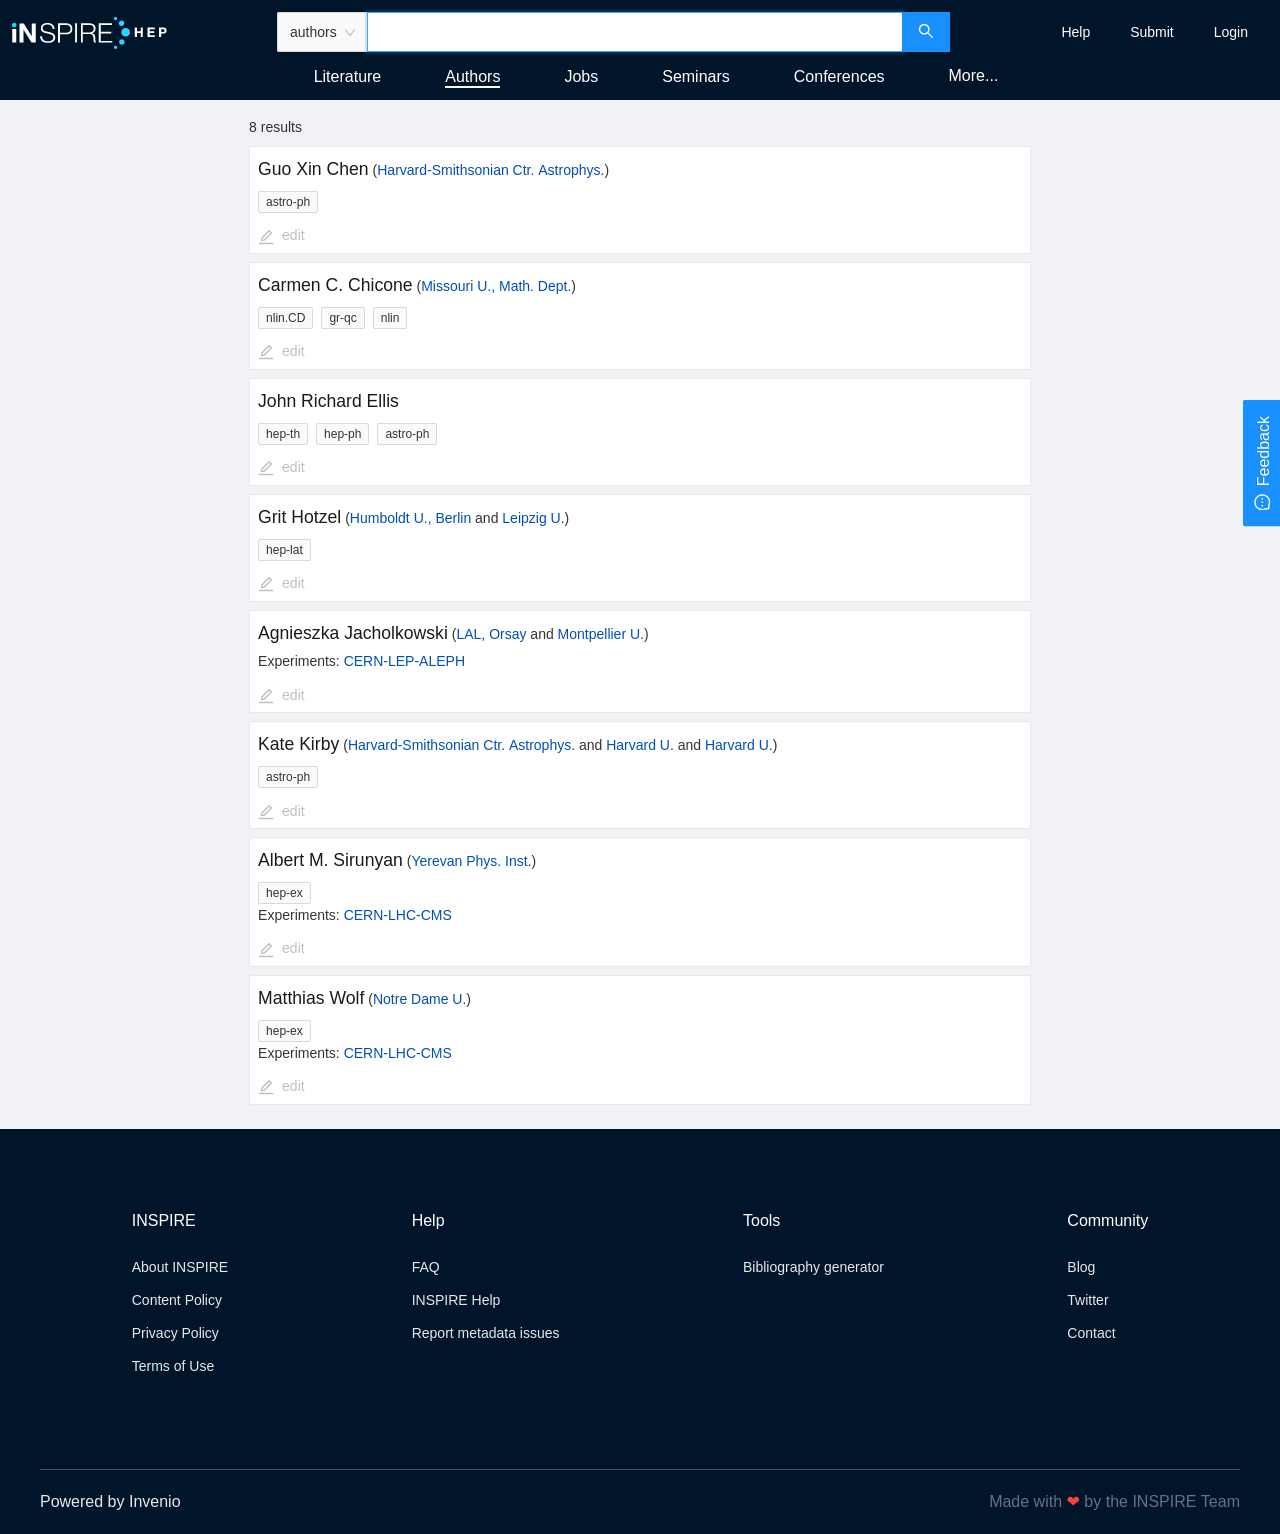 iNSPIRE HEP
authors
Help
Submit
Login
Literature
Authors
Jobs
Seminars
Conferences
More...
8 results
Guo Xin Chen (Harvard-Smithsonian Ctr. Astrophys.)
astro-ph
edit
Carmen C. Chicone (Missouri U., Math. Dept.)
nlin.CD gr-qc nlin
edit
John Richard Ellis
hep-th hep-ph astro-ph
edit
Grit Hotzel (Humboldt U., Berlin and Leipzig U.)
hep-lat
edit
Agnieszka Jacholkowski (LAL, Orsay and Montpellier U.)
Experiments: CERN-LEP-ALEPH
edit
Kate Kirby (Harvard-Smithsonian Ctr. Astrophys. and Harvard U. and Harvard U.)
astro-ph
edit
Albert M. Sirunyan (Yerevan Phys. Inst.)
hep-ex
Experiments: CERN-LHC-CMS
edit
Matthias Wolf (Notre Dame U.)
hep-ex
Experiments: CERN-LHC-CMS
edit
Feedback
INSPIRE
About INSPIRE
Content Policy
Privacy Policy
Terms of Use
Help
FAQ
INSPIRE Help
Report metadata issues
Tools
Bibliography generator
Community
Blog
Twitter
Contact
Powered by Invenio
Made with ❤ by the INSPIRE Team